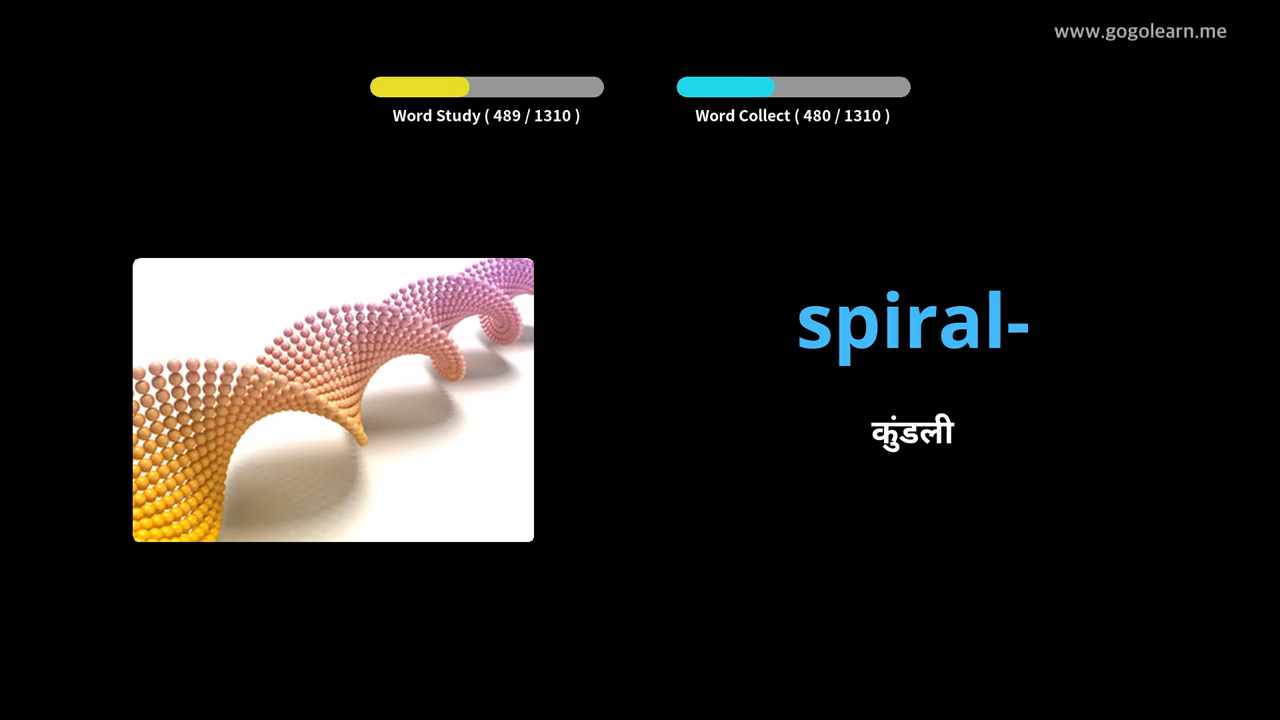 www.gogolearn.me
Word Study ( 489 / 1310 )
Word Collect ( 480 / 1310 )
spiral-
कुंडली